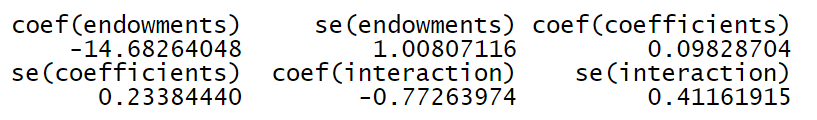 coef(endowments) se(endowments) coef(coefficients)
-14.68264048 1.00807116 0.09828704
se(coefficients) coef(interaction) se(interaction)
0.23384440 -0.77263974 0.41161915